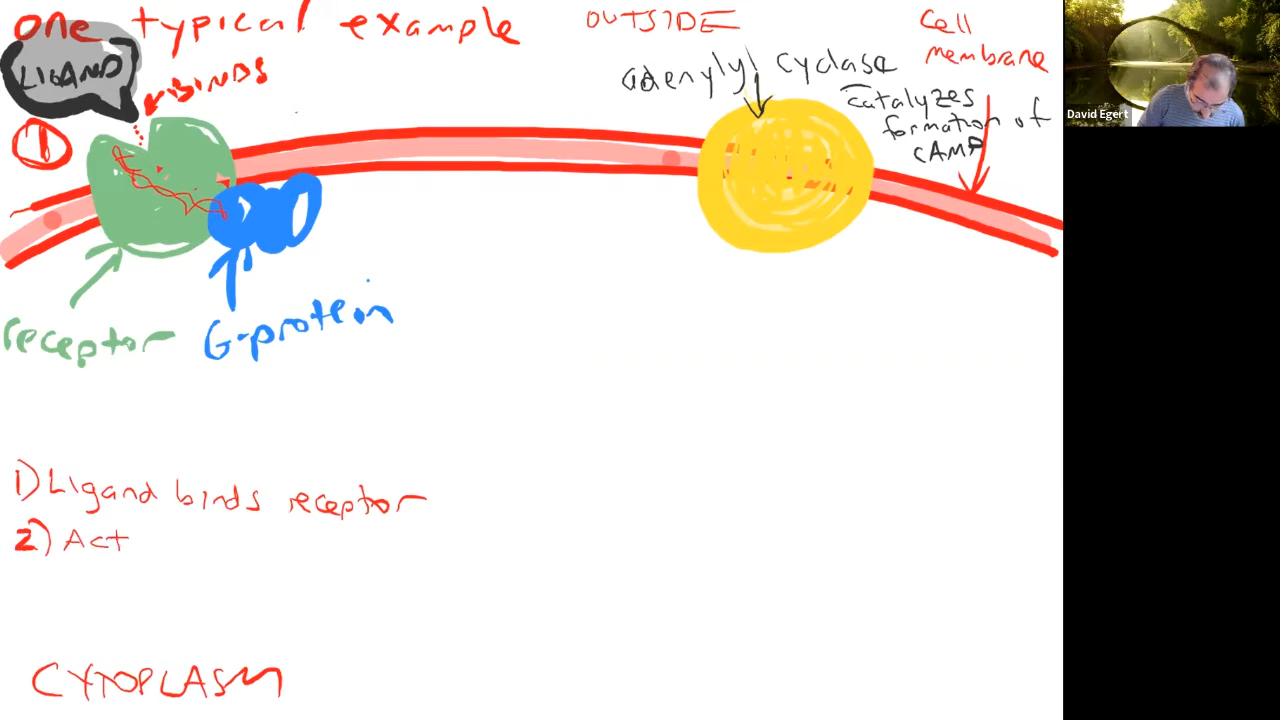 one typical example
OUTSIDE
Cell
membrane
LIGAND
BINDS
adenylyl cyclase
catalyzes
formation of
cAMP
1
David Egert
receptor
G-protein
1) Ligand binds receptor
2) Act
CYTOPLASM